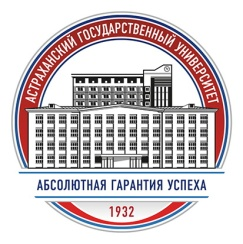 АСТРАХАНСКИЙ ГОСУДАРСТВЕННЫЙ УНИВЕРСИТЕТ
АБСОЛЮТНАЯ ГАРАНТИЯ УСПЕХА
1932